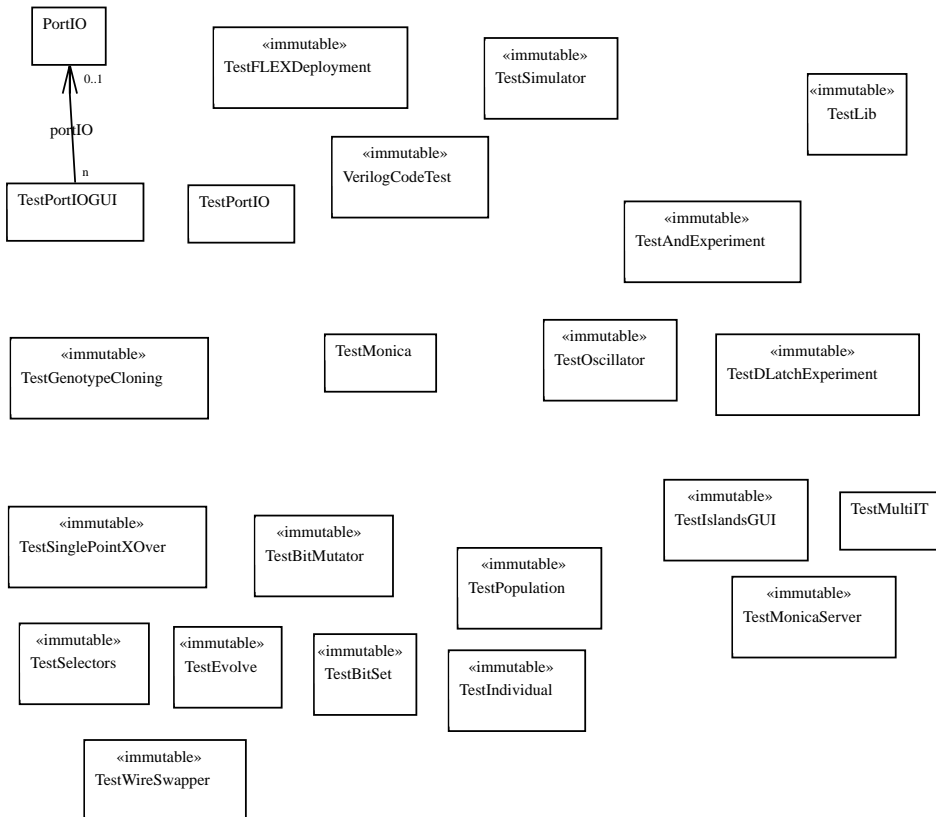 PortIO
0..1
portIO
n
TestPortIOGUI
«immutable»
TestFLEXDeployment
«immutable»
TestSimulator
«immutable»
TestLib
«immutable»
VerilogCodeTest
TestPortIO
«immutable»
TestAndExperiment
«immutable»
TestGenotypeCloning
TestMonica
«immutable»
TestOscillator
«immutable»
TestDLatchExperiment
«immutable»
TestIslandsGUI
TestMultiIT
«immutable»
TestSinglePointXOver
«immutable»
TestBitMutator
«immutable»
TestPopulation
«immutable»
TestMonicaServer
«immutable»
TestSelectors
«immutable»
TestEvolve
«immutable»
TestBitSet
«immutable»
TestIndividual
«immutable»
TestWireSwapper